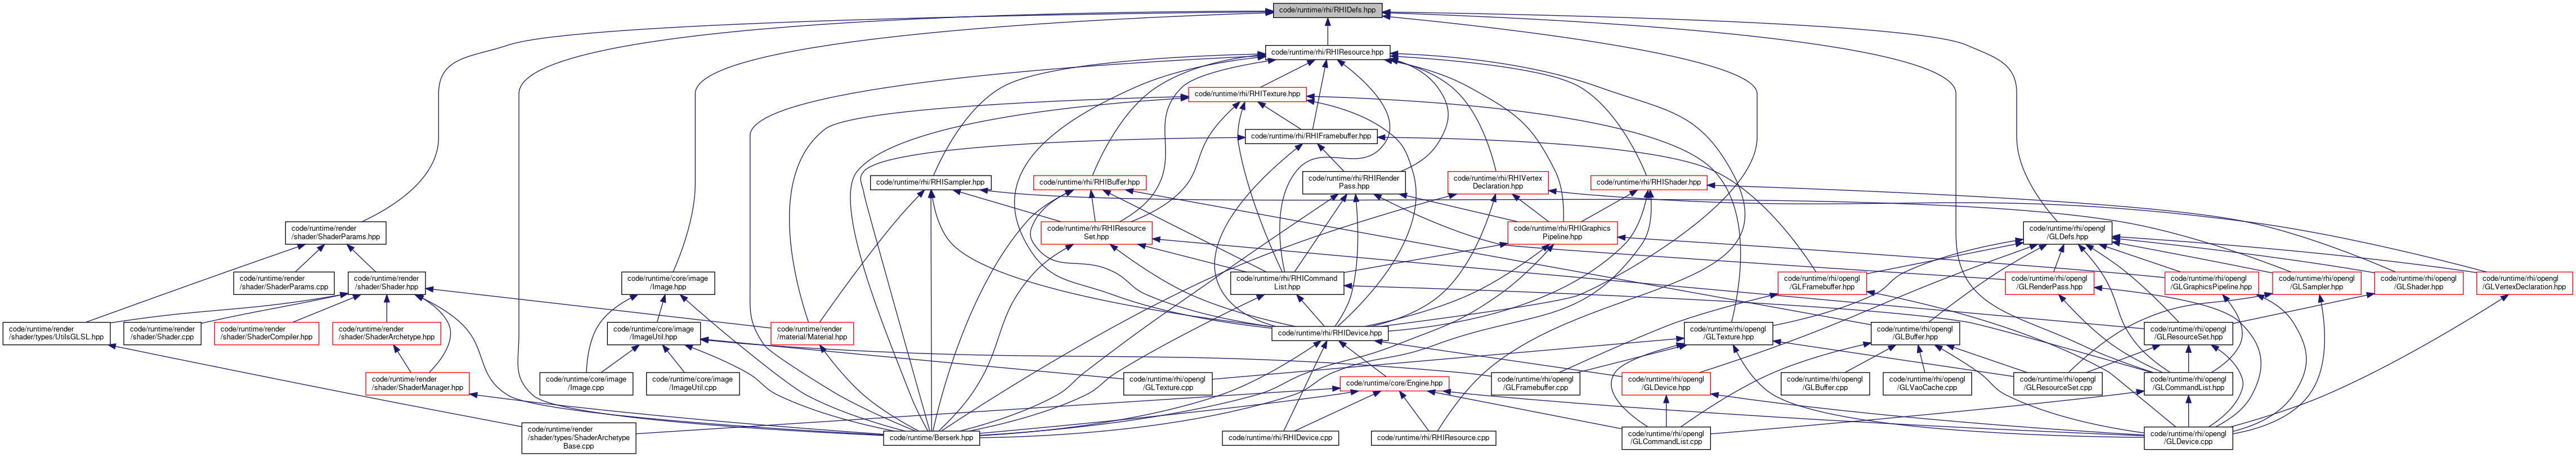 code/runtime/rhi/RHIDefs.hpp
code/runtime/rhi/RHIResource.hpp
code/runtime/rhi/RHITexture.hpp
code/runtime/rhi/RHIFramebuffer.hpp
code/runtime/rhi/RHISampler.hpp
code/runtime/rhi/RHIBuffer.hpp
code/runtime/rhi/RHIRender
Pass.hpp
code/runtime/rhi/RHIVertex
Declaration.hpp
code/runtime/rhi/RHIShader.hpp
code/runtime/render
/shader/ShaderParams.hpp
code/runtime/rhi/RHIResource
Set.hpp
code/runtime/rhi/RHIGraphics
Pipeline.hpp
code/runtime/rhi/opengl
/GLDefs.hpp
code/runtime/render
/shader/ShaderParams.cpp
code/runtime/render
/shader/Shader.hpp
code/runtime/core/image
/Image.hpp
code/runtime/rhi/RHICommand
List.hpp
code/runtime/rhi/opengl
/GLFramebuffer.hpp
code/runtime/rhi/opengl
/GLRenderPass.hpp
code/runtime/rhi/opengl
/GLGraphicsPipeline.hpp
code/runtime/rhi/opengl
/GLSampler.hpp
code/runtime/rhi/opengl
/GLShader.hpp
code/runtime/rhi/opengl
/GLVertexDeclaration.hpp
code/runtime/render
/shader/types/UtilsGLSL.hpp
code/runtime/render
/shader/Shader.cpp
code/runtime/render
/shader/ShaderCompiler.hpp
code/runtime/render
/shader/ShaderArchetype.hpp
code/runtime/core/image
/ImageUtil.hpp
code/runtime/render
/material/Material.hpp
code/runtime/rhi/RHIDevice.hpp
code/runtime/rhi/opengl
/GLTexture.hpp
code/runtime/rhi/opengl
/GLBuffer.hpp
code/runtime/rhi/opengl
/GLResourceSet.hpp
code/runtime/render
/shader/ShaderManager.hpp
code/runtime/core/image
/Image.cpp
code/runtime/core/image
/ImageUtil.cpp
code/runtime/rhi/opengl
/GLTexture.cpp
code/runtime/core/Engine.hpp
code/runtime/rhi/opengl
/GLFramebuffer.cpp
code/runtime/rhi/opengl
/GLDevice.hpp
code/runtime/rhi/opengl
/GLBuffer.cpp
code/runtime/rhi/opengl
/GLVaoCache.cpp
code/runtime/rhi/opengl
/GLResourceSet.cpp
code/runtime/rhi/opengl
/GLCommandList.hpp
code/runtime/render
/shader/types/ShaderArchetype
Base.cpp
code/runtime/Berserk.hpp
code/runtime/rhi/RHIDevice.cpp
code/runtime/rhi/RHIResource.cpp
code/runtime/rhi/opengl
/GLCommandList.cpp
code/runtime/rhi/opengl
/GLDevice.cpp